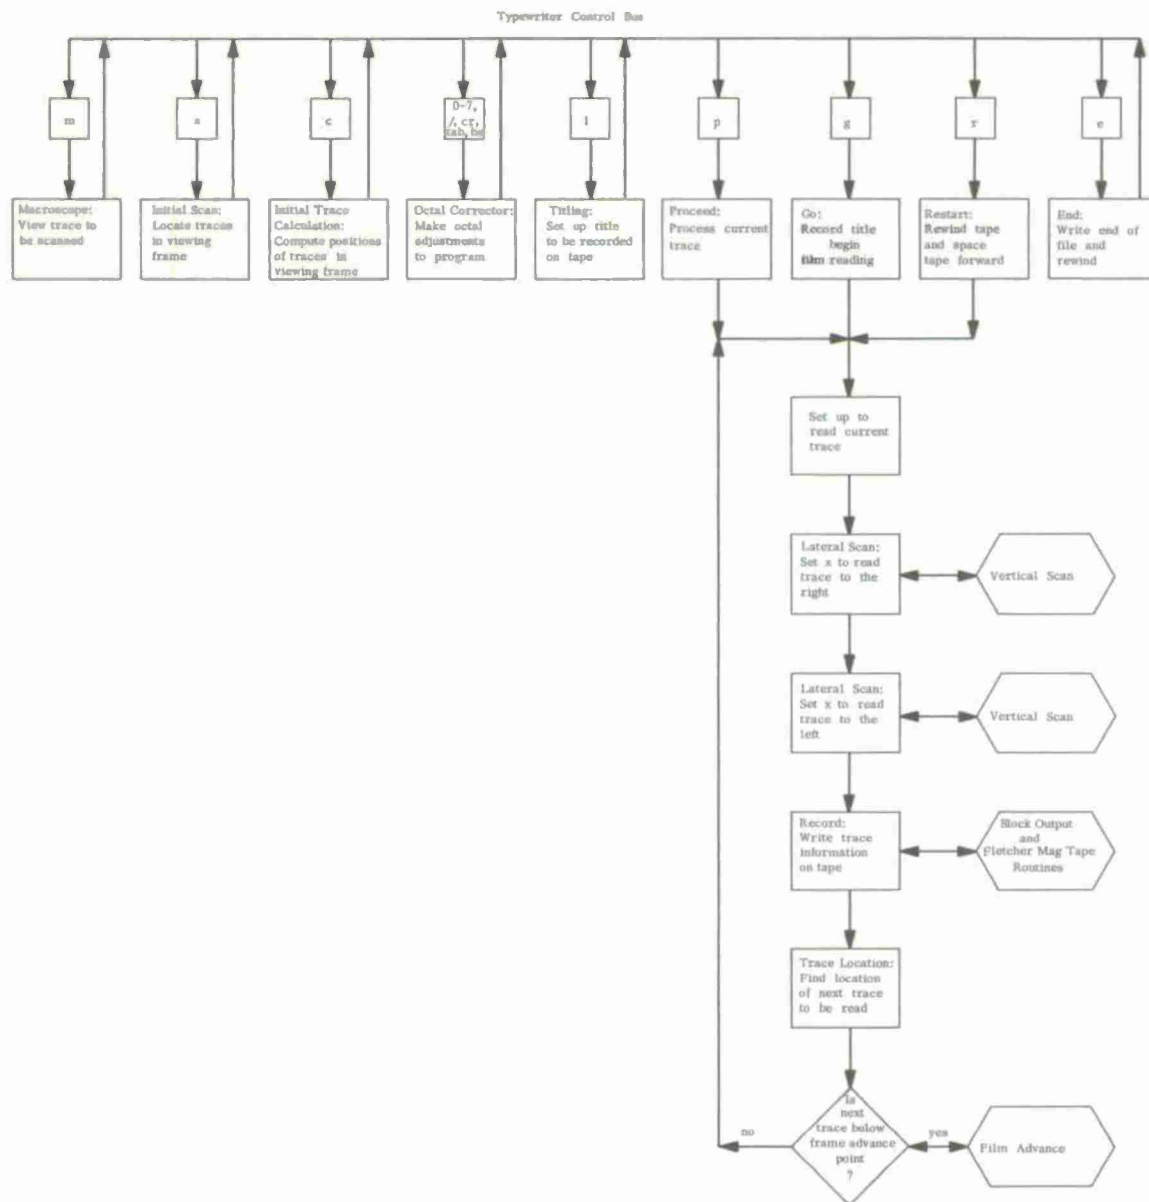 Typewriter Control Bus
m
a
c
0-7,
/, cr,
tab, bs
l
p
g
r
e
Macroscope:
View trace to
be scanned
Initial Scan:
Locate traces
in viewing
frame
Initial Trace
Calculation:
Compute positions
of traces in
viewing frame
Octal Corrector:
Make octal
adjustments
to program
Titling:
Set up title
to be recorded
on tape
Proceed:
Process current
trace
Go:
Record title
begin
film reading
Restart:
Rewind tape
and space
tape forward
End:
Write end of
file and
rewind
Set up to
read current
trace
Lateral Scan:
Set x to read
trace to the
right
Vertical Scan
Lateral Scan:
Set x to read
trace to the
left
Vertical Scan
Record:
Write trace
information
on tape
Block Output
and
Fletcher Mag Tape
Routines
Trace Location:
Find location
of next trace
to be read
Is
next
trace below
frame advance
point
?
no
yes
Film Advance